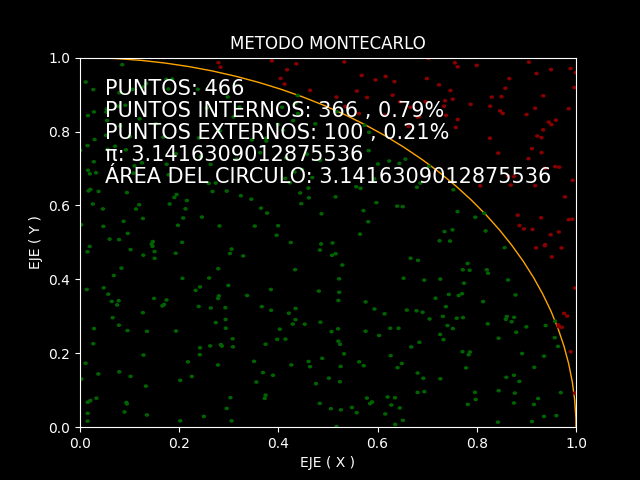 METODO MONTECARLO
PUNTOS: 466
PUNTOS INTERNOS: 366 , 0.79%
PUNTOS EXTERNOS: 100 , 0.21%
π: 3.1416309012875536
ÁREA DEL CIRCULO: 3.1416309012875536
EJE ( Y )
1.0
0.8
0.6
0.4
0.2
0.0
0.0 0.2 0.4 0.6 0.8 1.0
EJE ( X )